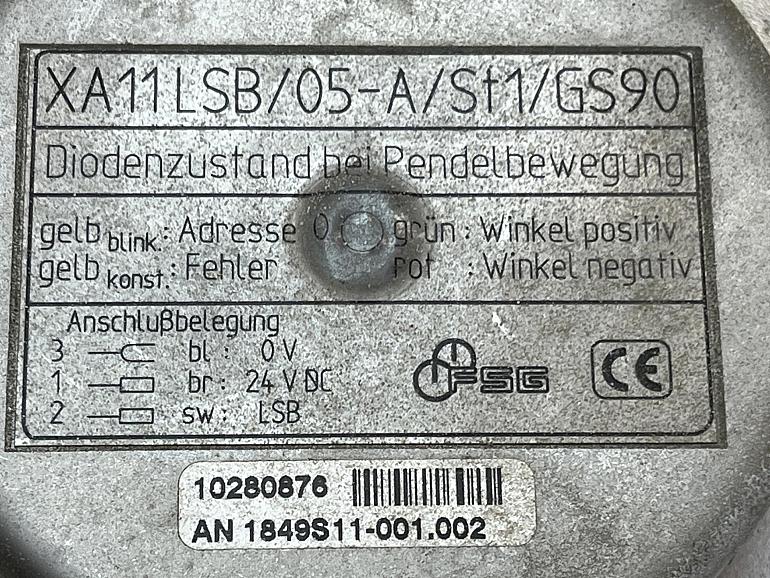 XA11LSB/05-A/St1/GS90
Diodenzustand bei Pendelbewegung
gelb blink.: Adresse 0 grün : Winkel positiv
gelb konst.: Fehler rot : Winkel negativ
Anschlußbelegung
3 bl : 0 V
1 br : 24 V DC
2 sw : LSB
FSG
CE
10280876
AN 1849S11-001.002